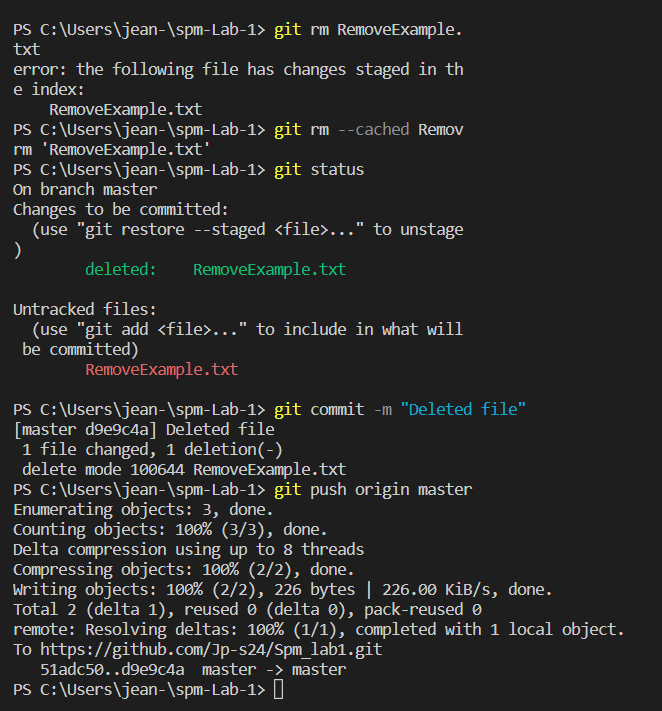 PS C:\Users\jean-\spm-Lab-1> git rm RemoveExample.
txt
error: the following file has changes staged in th
e index:
    RemoveExample.txt
PS C:\Users\jean-\spm-Lab-1> git rm --cached Remov
rm 'RemoveExample.txt'
PS C:\Users\jean-\spm-Lab-1> git status
On branch master
Changes to be committed:
  (use "git restore --staged <file>..." to unstage
)
        deleted:    RemoveExample.txt

Untracked files:
  (use "git add <file>..." to include in what will
 be committed)
        RemoveExample.txt

PS C:\Users\jean-\spm-Lab-1> git commit -m "Deleted file"
[master d9e9c4a] Deleted file
 1 file changed, 1 deletion(-)
 delete mode 100644 RemoveExample.txt
PS C:\Users\jean-\spm-Lab-1> git push origin master
Enumerating objects: 3, done.
Counting objects: 100% (3/3), done.
Delta compression using up to 8 threads
Compressing objects: 100% (2/2), done.
Writing objects: 100% (2/2), 226 bytes | 226.00 KiB/s, done.
Total 2 (delta 1), reused 0 (delta 0), pack-reused 0
remote: Resolving deltas: 100% (1/1), completed with 1 local object.
To https://github.com/Jp-s24/Spm_lab1.git
   51adc50..d9e9c4a  master -> master
PS C:\Users\jean-\spm-Lab-1>